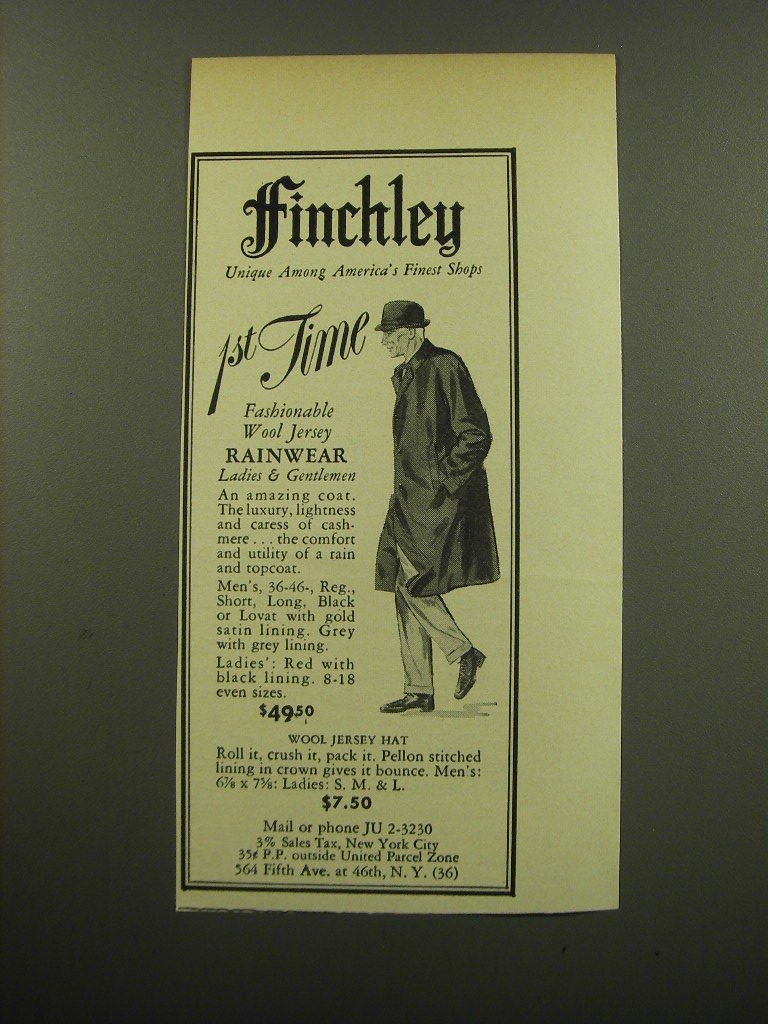 Finchley
Unique Among America's Finest Shops
1st Time
Fashionable
Wool Jersey
RAINWEAR
Ladies & Gentlemen
An amazing coat.
The luxury, lightness
and caress of cash-
mere . . . the comfort
and utility of a rain
and topcoat.
Men's, 36-46-, Reg.,
Short, Long, Black
or Lovat with gold
satin lining. Grey
with grey lining.
Ladies': Red with
black lining. 8-18
even sizes.
$49.50
WOOL JERSEY HAT
Roll it, crush it, pack it. Pellon stitched
lining in crown gives it bounce. Men's:
6⅞ x 7⅝: Ladies: S. M. & L.
$7.50
Mail or phone JU 2-3230
3% Sales Tax, New York City
35¢ P.P. outside United Parcel Zone
564 Fifth Ave. at 46th, N. Y. (36)